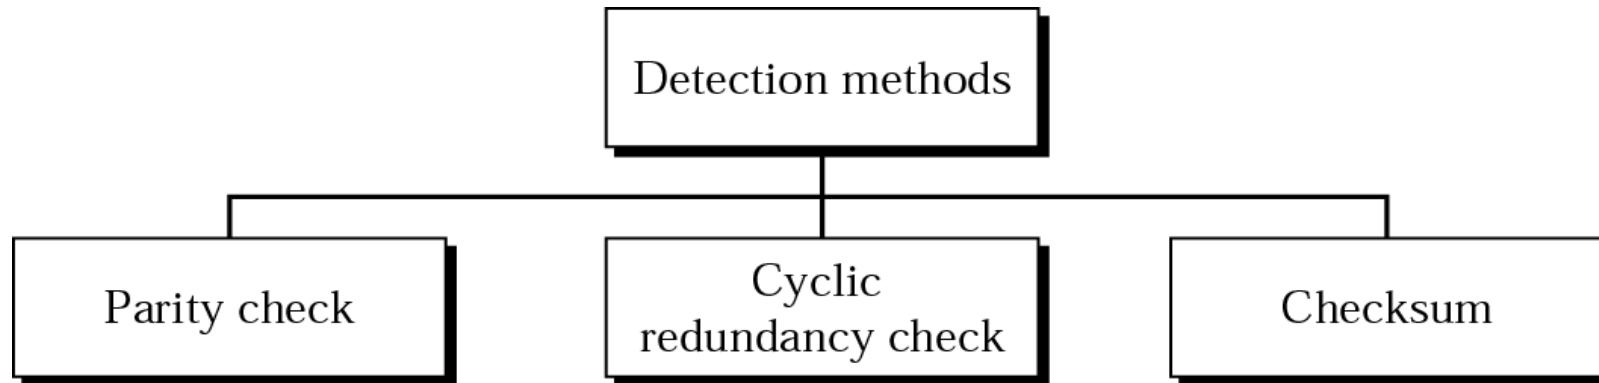 Detection methods
Parity check
Cyclic
redundancy check
Checksum